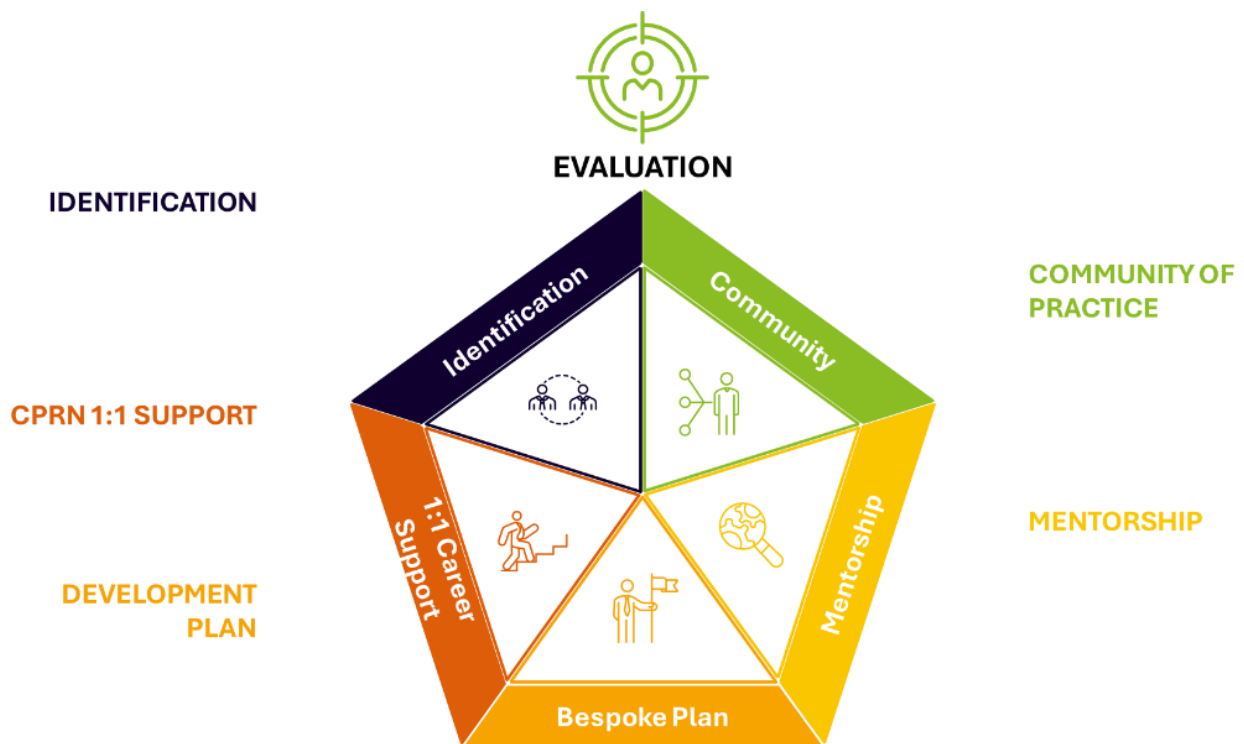 EVALUATION
IDENTIFICATION
Identification
Community
COMMUNITY OF
PRACTICE
CPRN 1:1 SUPPORT
1:1 Career
Support
Mentorship
MENTORSHIP
DEVELOPMENT
PLAN
Bespoke Plan